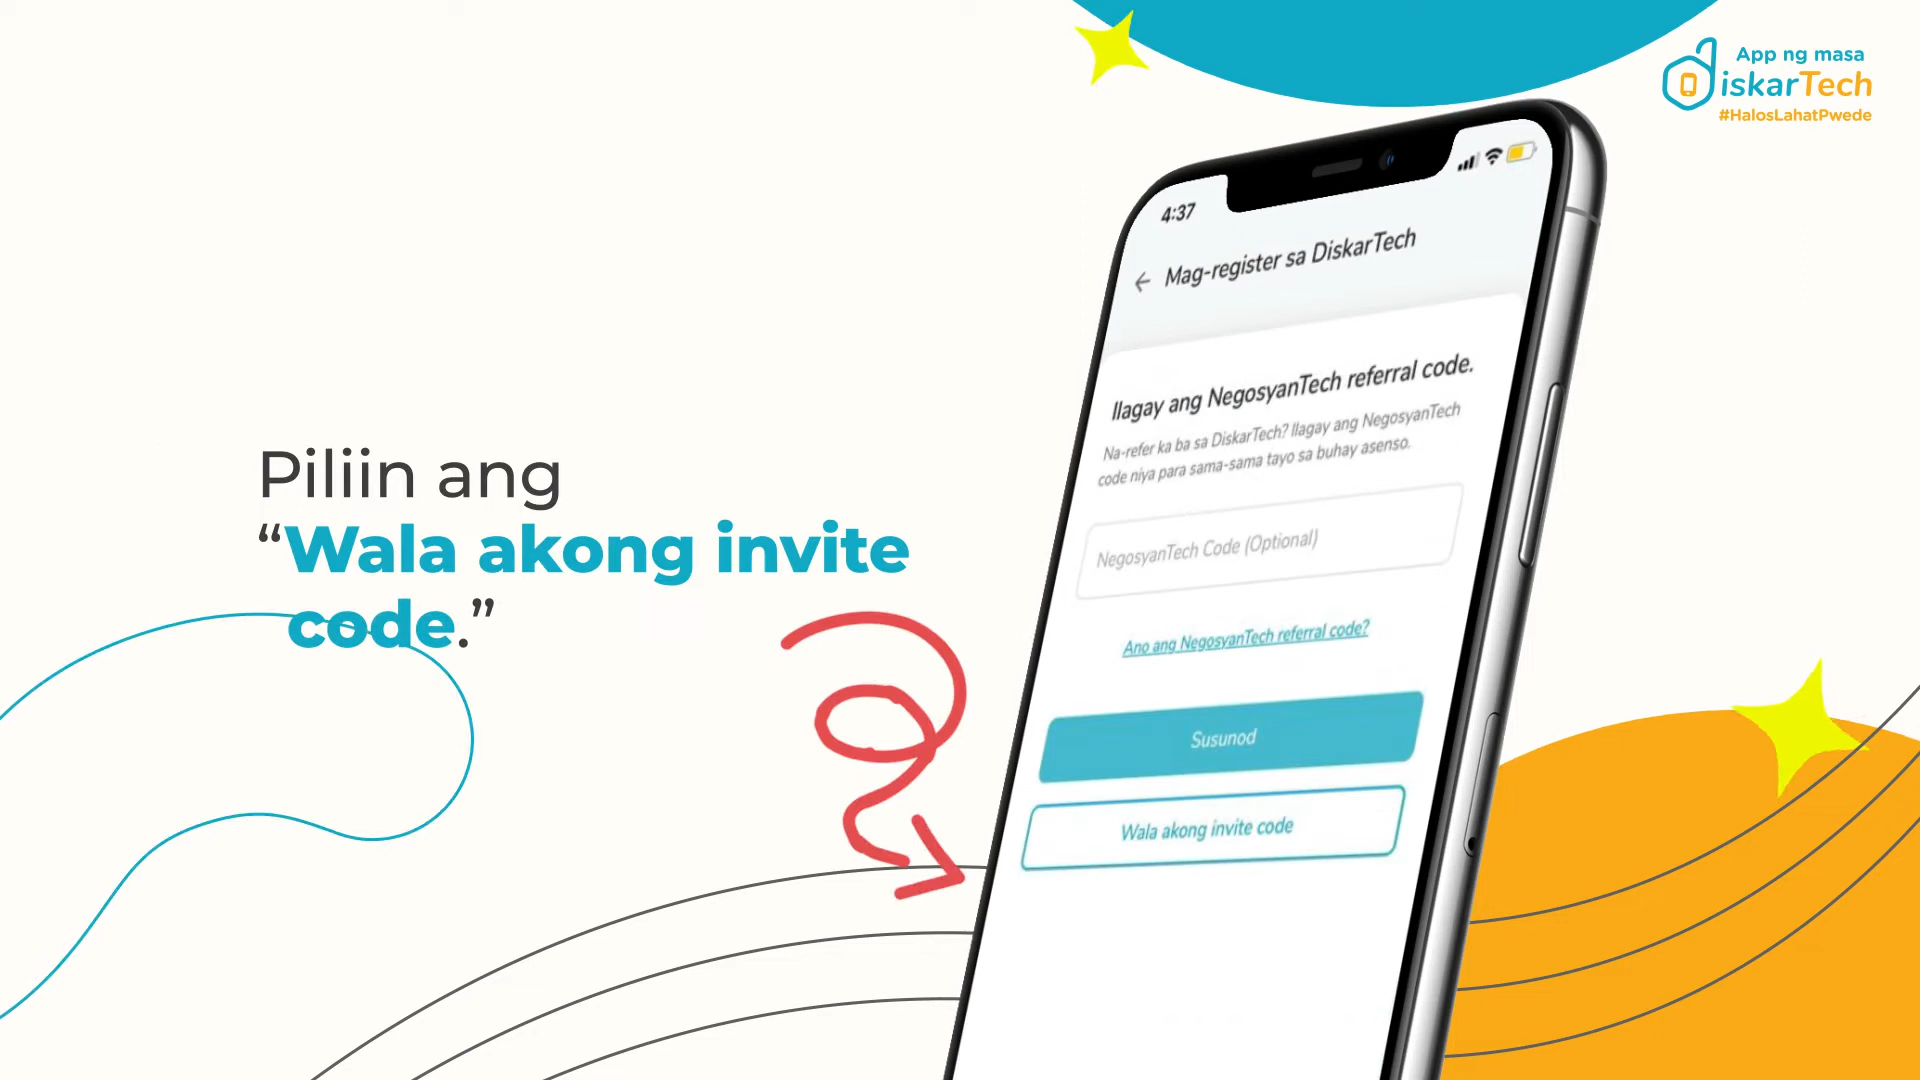 App ng masa
diskarTech
#HalosLahatPwede
4:37
Mag-register sa DiskarTech
Ilagay ang NegosyanTech referral code.
Na-refer ka ba sa DiskarTech? Ilagay ang NegosyanTech
code niya para sama-sama tayo sa buhay asenso.
NegosyanTech Code (Optional)
Ano ang NegosyanTech referral code?
Susunod
Wala akong invite code
Piliin ang
“Wala akong invite
code.”